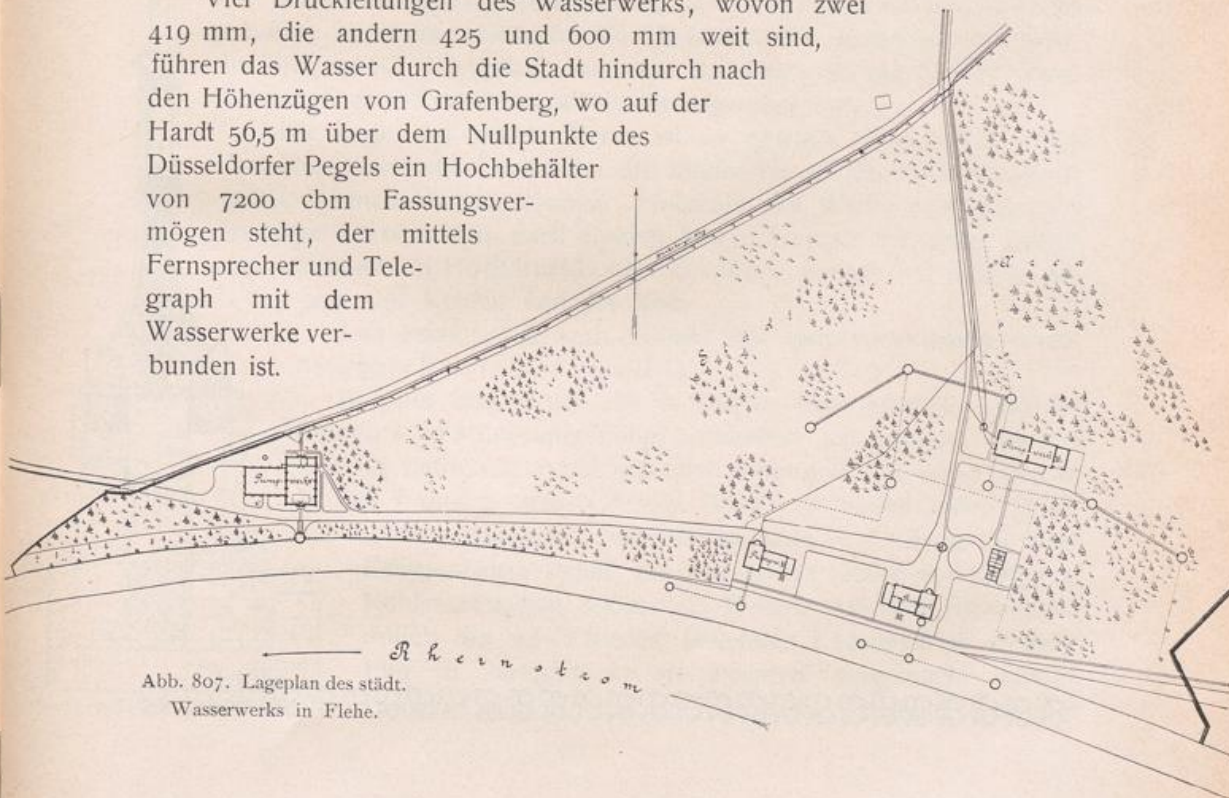 Vier Druckleitungen des Wasserwerks, wovon zwei
419 mm, die andern 425 und 600 mm weit sind,
führen das Wasser durch die Stadt hindurch nach
den Höhenzügen von Grafenberg, wo auf der
Hardt 56,5 m über dem Nullpunkte des
Düsseldorfer Pegels ein Hochbehälter
von 7200 cbm Fassungsver-
mögen steht, der mittels
Fernsprecher und Tele-
graph mit dem
Wasserwerke ver-
bunden ist.
Rheinstrom
Abb. 807. Lageplan des städt.
Wasserwerks in Flehe.